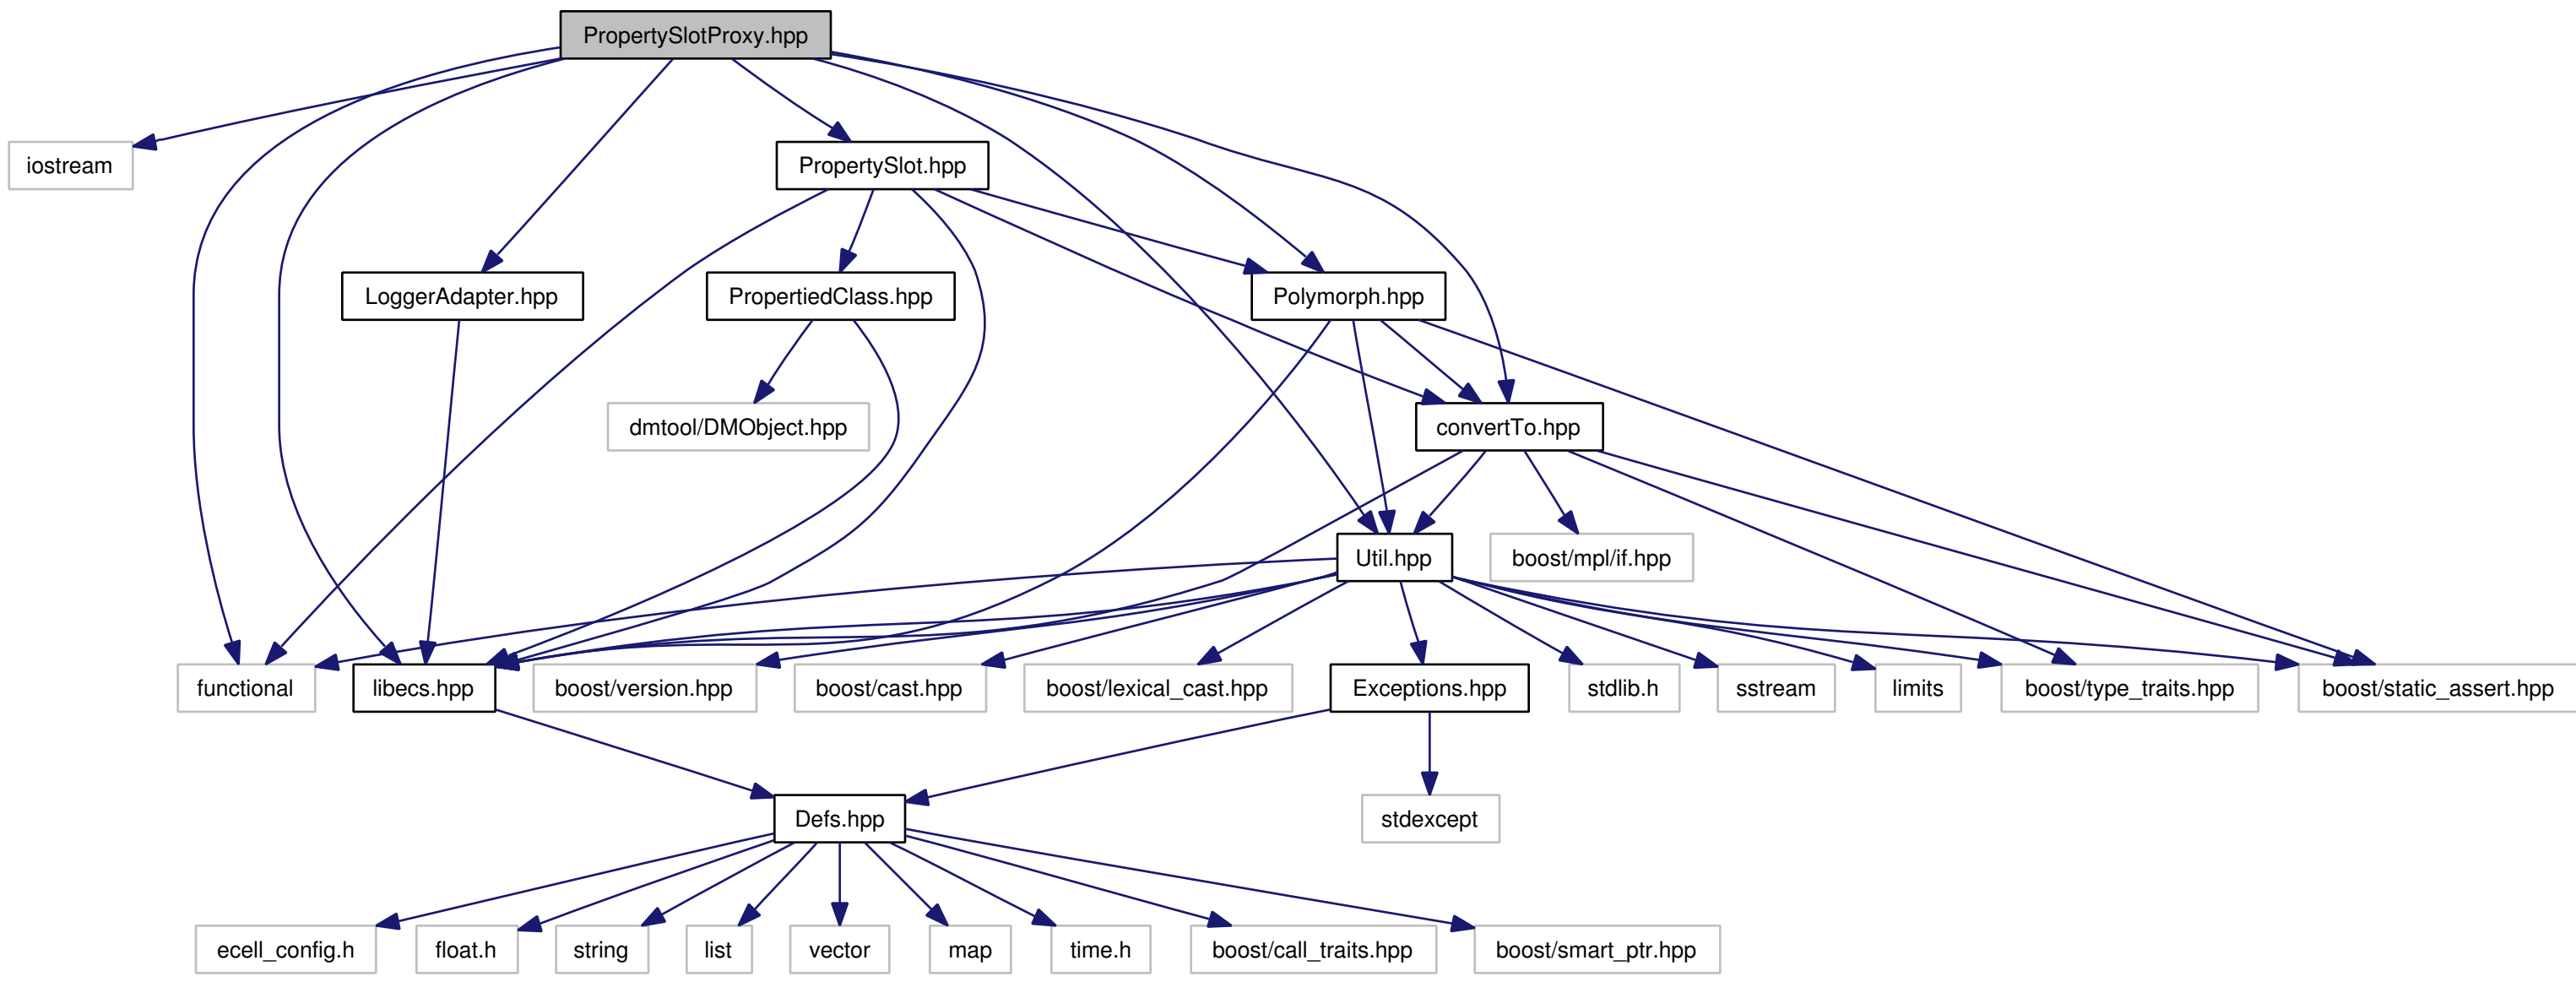 PropertySlotProxy.hpp
iostream
PropertySlot.hpp
LoggerAdapter.hpp
PropertiedClass.hpp
Polymorph.hpp
dmtool/DMObject.hpp
convertTo.hpp
Util.hpp
boost/mpl/if.hpp
functional
libecs.hpp
boost/version.hpp
boost/cast.hpp
boost/lexical_cast.hpp
Exceptions.hpp
stdlib.h
sstream
limits
boost/type_traits.hpp
boost/static_assert.hpp
Defs.hpp
stdexcept
ecell_config.h
float.h
string
list
vector
map
time.h
boost/call_traits.hpp
boost/smart_ptr.hpp